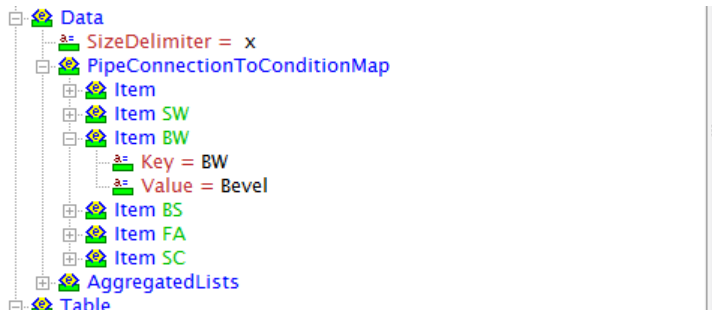 Data
SizeDelimiter = x
PipeConnectionToConditionMap
Item
Item SW
Item BW
Key = BW
Value = Bevel
Item BS
Item FA
Item SC
AggregatedLists
Table